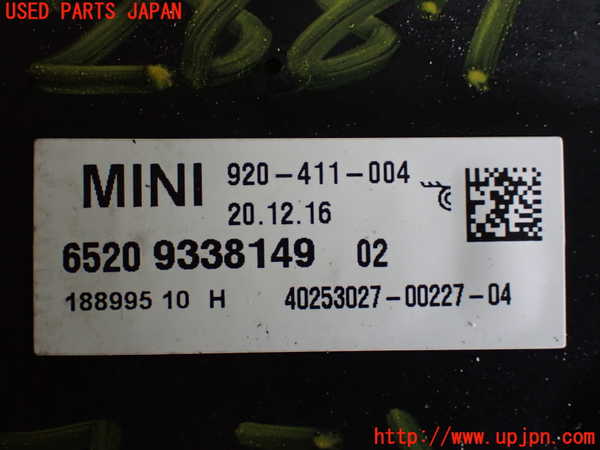 USED PARTS JAPAN
2887
MINI 920-411-004
20.12.16
6520 9338149 02
188995 10 H 40253027-00227-04
http://www.upjpn.com/